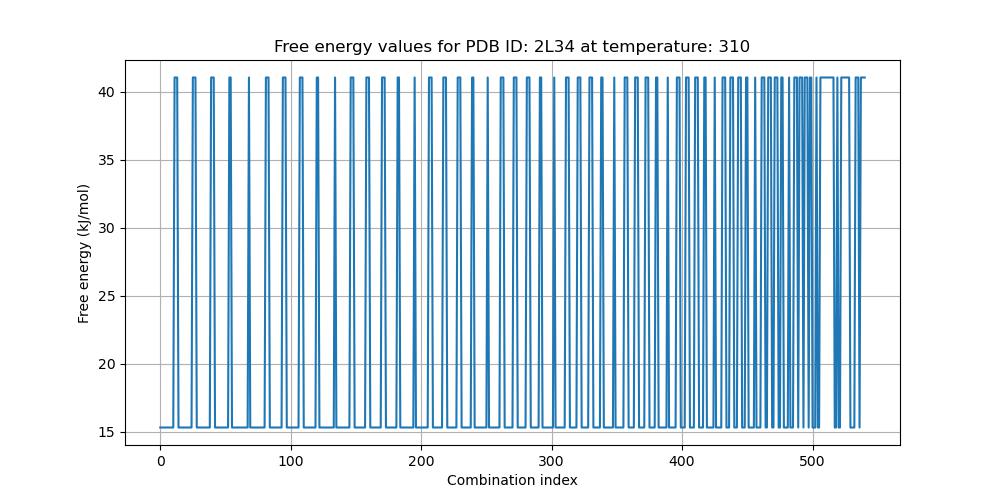 Free energy values for PDB ID: 2L34 at temperature: 310
Free energy (kJ/mol)
40
35
30
25
20
15
0 100 200 300 400 500
Combination index